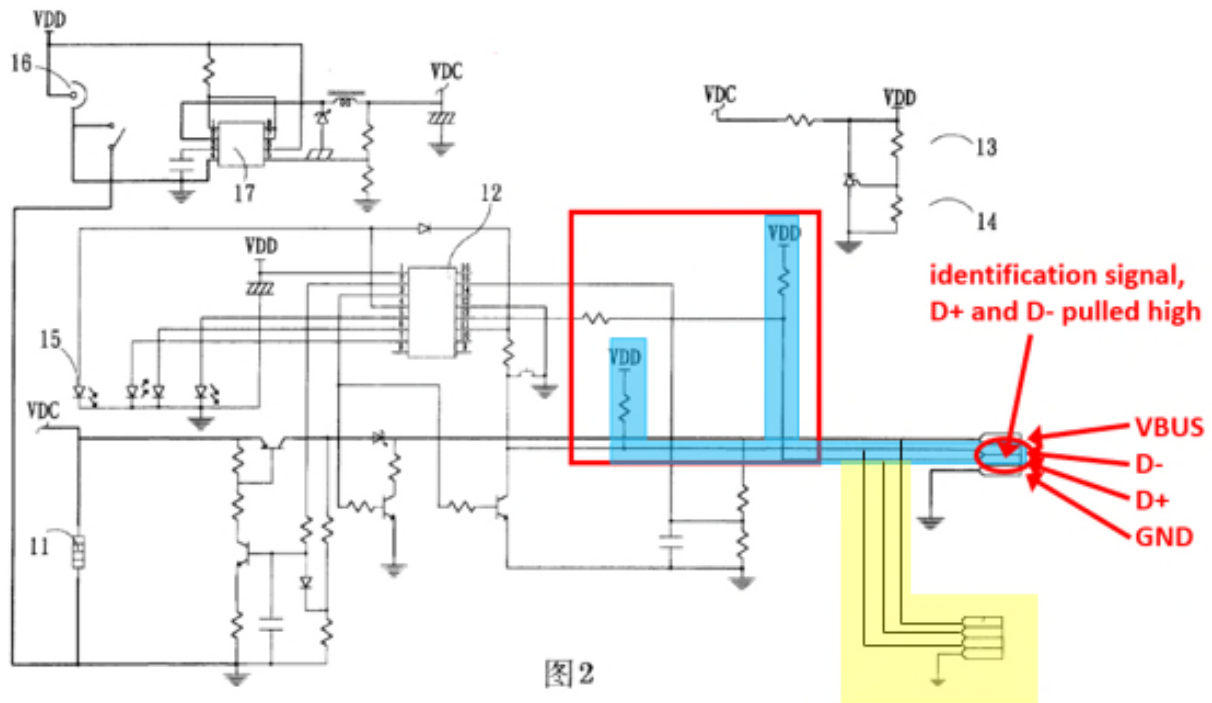 VDD
16
VDC
17
VDC
VDD
13
14
12
VDD
VDD
identification signal,
D+ and D- pulled high
15
VDD
VDC
VBUS
D-
D+
GND
11
图2